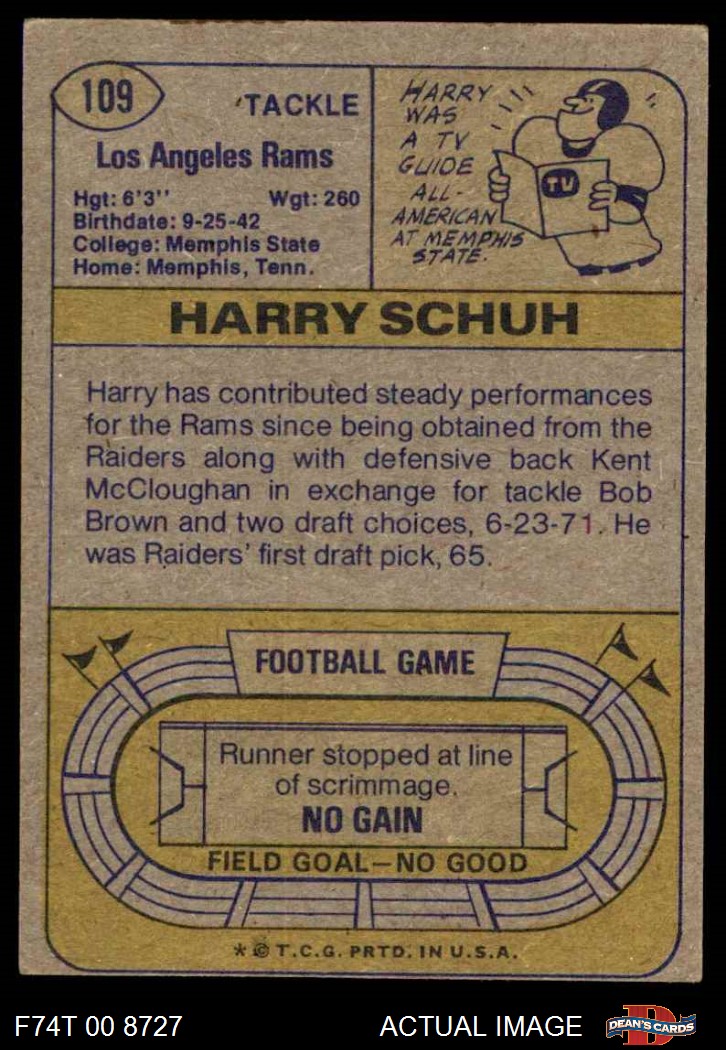 109
TACKLE
Los Angeles Rams
Hgt: 6'3'' Wgt: 260
Birthdate: 9-25-42
College: Memphis State
Home: Memphis, Tenn.
HARRY
WAS
A TV
GUIDE
ALL-
AMERICAN
AT MEMPHIS
STATE.
TV
HARRY SCHUH
Harry has contributed steady performances
for the Rams since being obtained from the
Raiders along with defensive back Kent
McCloughan in exchange for tackle Bob
Brown and two draft choices, 6-23-71. He
was Raiders' first draft pick, 65.
FOOTBALL GAME
Runner stopped at line
of scrimmage.
NO GAIN
FIELD GOAL—NO GOOD
* © T.C.G. PRTD. IN U.S.A.
F74T 00 8727
ACTUAL IMAGE
D
DEAN'S CARDS